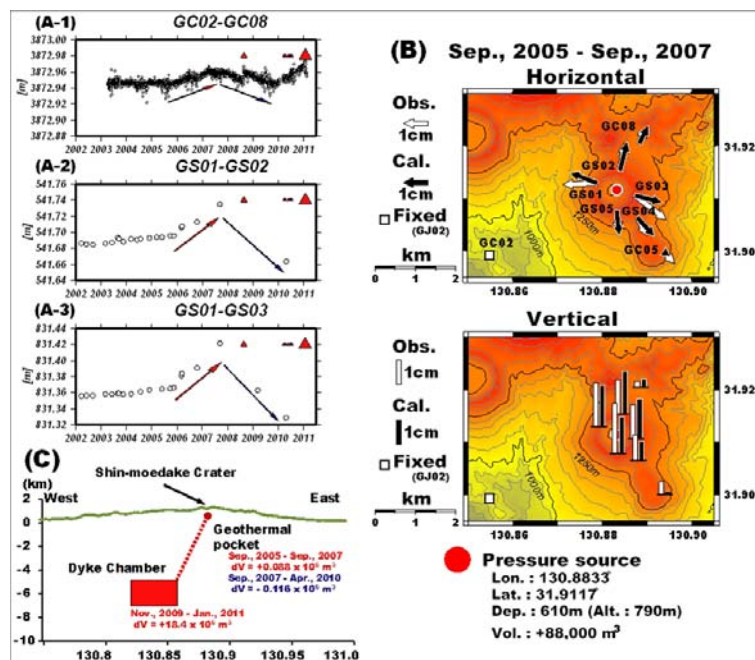 (A-1) GC02-GC08
3873.00
3872.98
3872.96
3872.94
3872.92
3872.90
3872.88
[m]
2002 2003 2004 2005 2006 2007 2008 2009 2010 2011
(A-2) GS01-GS02
541.76
541.74
541.72
541.70
541.68
541.66
541.64
[m]
2002 2003 2004 2005 2006 2007 2008 2009 2010 2011
(A-3) GS01-GS03
831.44
831.42
831.40
831.38
831.36
831.34
831.32
[m]
2002 2003 2004 2005 2006 2007 2008 2009 2010 2011
(C)
Shin-moedake Crater
(km)
West
East
2
0
-2
-4
-6
-8
-10
Geothermal
pocket
Sep., 2005 - Sep., 2007
dV = +0.088 x 10⁶ m³
Sep., 2007 - Apr., 2010
dV = - 0.116 x 10⁶ m³
Dyke Chamber
Nov., 2009 - Jan., 2011
dV = +18.4 x 10⁶ m³
130.8 130.85 130.9 130.95 131.0
(B) Sep., 2005 - Sep., 2007
Horizontal
Obs.
1cm
Cal.
1cm
Fixed
(GJ02)
km
0 1 2
GC08
GS02
GS03
GS01
GS05 GS04
GC05
GC02
1250m
1000m
31.92
31.90
130.86 130.88 130.90
Vertical
Obs.
1cm
Cal.
1cm
Fixed
(GJ02)
km
0 1 2
1250m
1000m
31.92
31.90
130.86 130.88 130.90
Pressure source
Lon. : 130.8833°
Lat. : 31.9117°
Dep. : 610m (Alt. : 790m)
Vol. : +88,000 m³